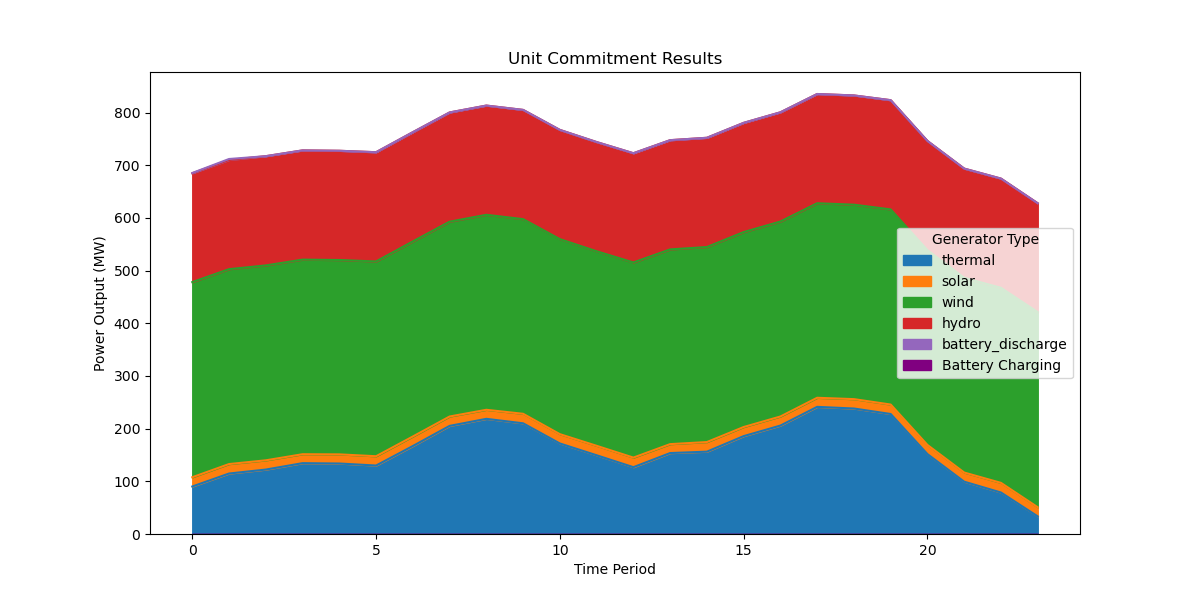 Unit Commitment Results
Power Output (MW)
800
700
600
500
400
300
200
100
0
Generator Type
thermal
solar
wind
hydro
battery_discharge
Battery Charging
0 5 10 15 20
Time Period